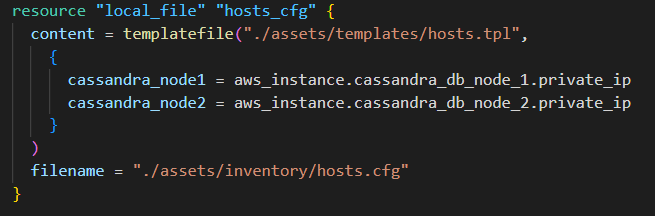 resource "local_file" "hosts_cfg" {
  content = templatefile("./assets/templates/hosts.tpl",
    {
      cassandra_node1 = aws_instance.cassandra_db_node_1.private_ip
      cassandra_node2 = aws_instance.cassandra_db_node_2.private_ip
    }
  )
  filename = "./assets/inventory/hosts.cfg"
}